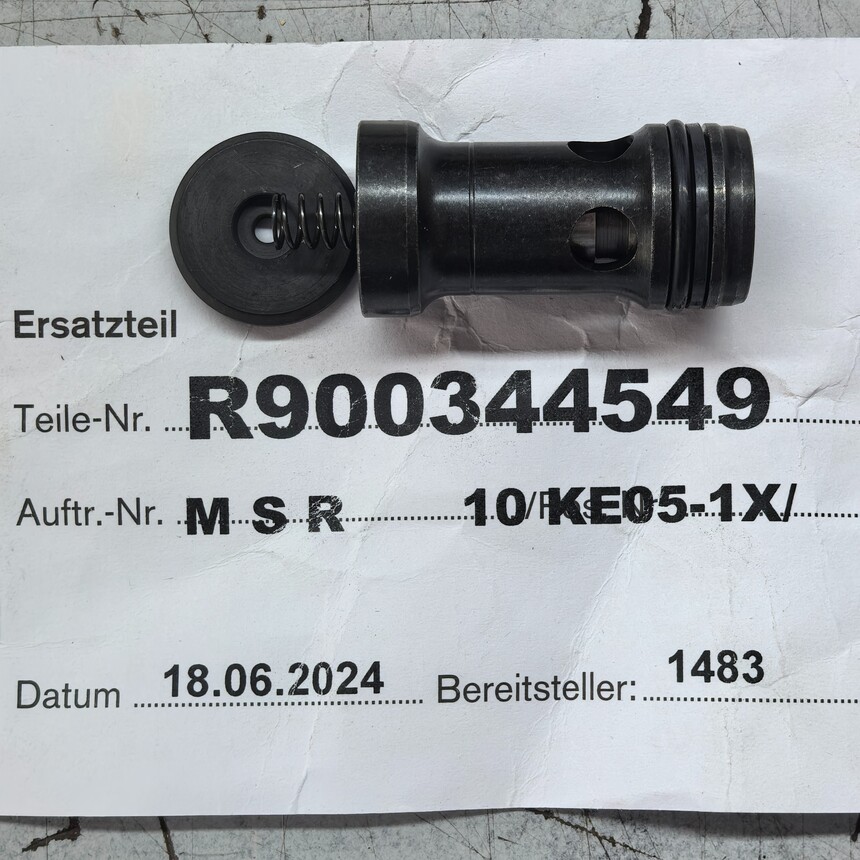 Ersatzteil
Teile-Nr. R900344549
Auftr.-Nr. M S R 10/KE05-1X/
Datum 18.06.2024 Bereitsteller: 1483